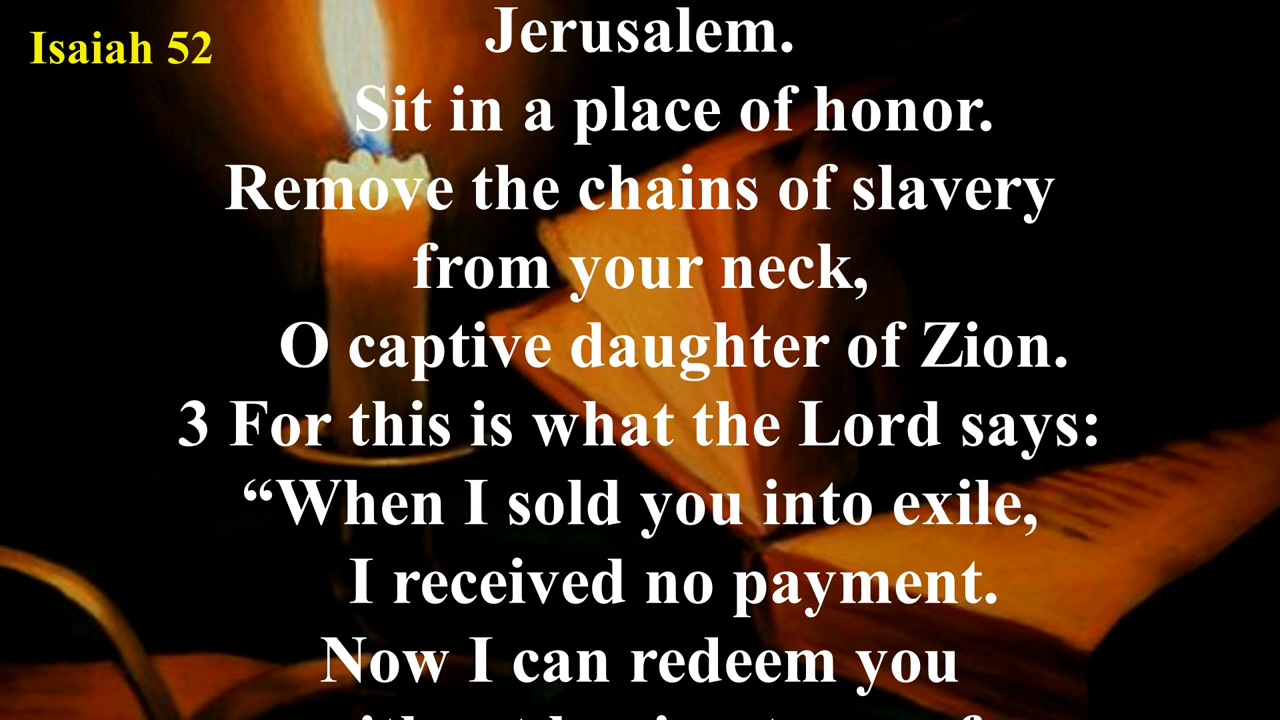 Isaiah 52
Jerusalem.
Sit in a place of honor.
Remove the chains of slavery
from your neck,
O captive daughter of Zion.
3 For this is what the Lord says:
“When I sold you into exile,
I received no payment.
Now I can redeem you